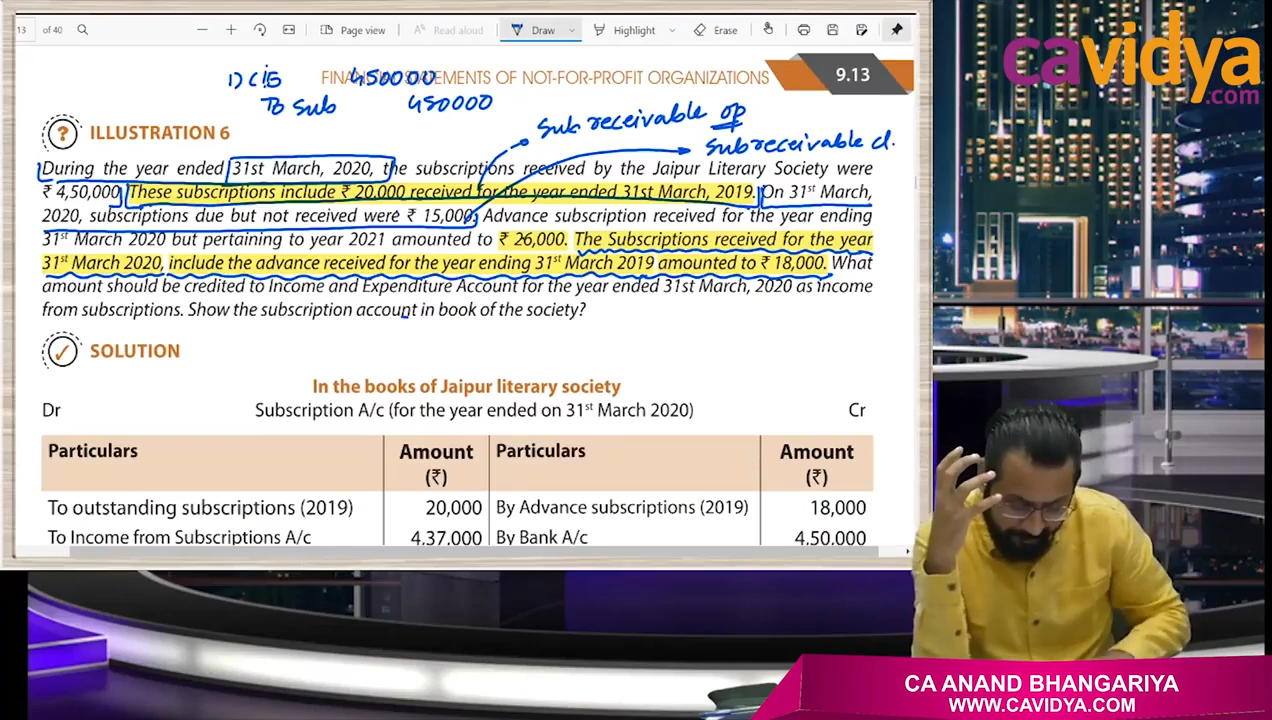 13 of 40 Page view Read aloud Draw Highlight Erase
cavidya
.com
FINANCIAL STATEMENTS OF NOT-FOR-PROFIT ORGANIZATIONS 9.13
1) C/B 450000
To Sub 450000
Sub receivable op
Sub receivable cl.
? ILLUSTRATION 6
During the year ended 31st March, 2020, the subscriptions received by the Jaipur Literary Society were
₹ 4,50,000. These subscriptions include ₹ 20,000 received for the year ended 31st March, 2019. On 31st March,
2020, subscriptions due but not received were ₹ 15,000. Advance subscription received for the year ending
31st March 2020 but pertaining to year 2021 amounted to ₹ 26,000. The Subscriptions received for the year
31st March 2020, include the advance received for the year ending 31st March 2019 amounted to ₹ 18,000. What
amount should be credited to Income and Expenditure Account for the year ended 31st March, 2020 as income
from subscriptions. Show the subscription account in book of the society?
SOLUTION
In the books of Jaipur literary society
Dr Subscription A/c (for the year ended on 31st March 2020) Cr
Particulars Amount (₹) Particulars Amount (₹)
To outstanding subscriptions (2019) 20,000 By Advance subscriptions (2019) 18,000
To Income from Subscriptions A/c 4,37,000 By Bank A/c 4,50,000
CA ANAND BHANGARIYA
WWW.CAVIDYA.COM